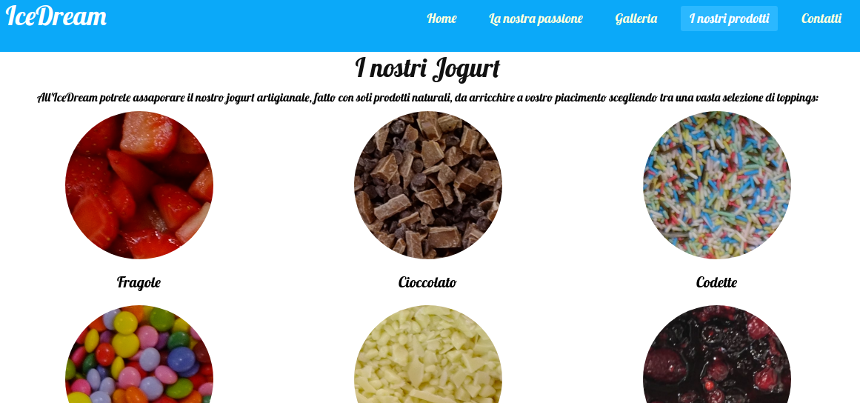 IceDream
Home La nostra passione Galleria I nostri prodotti Contatti
I nostri Jogurt
All'IceDream potrete assaporare il nostro jogurt artigianale, fatto con soli prodotti naturali, da arricchire a vostro piacimento scegliendo tra una vasta selezione di toppings:
Fragole Cioccolato Codette